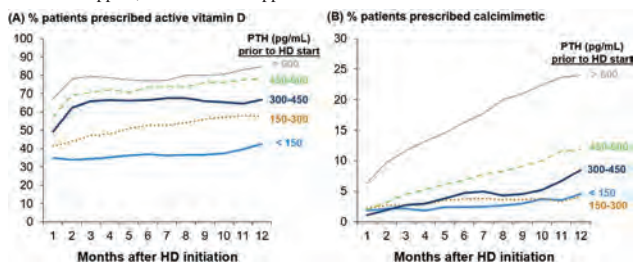 (A) % patients prescribed active vitamin D
100
90
80
70
60
50
40
30
20
10
0
PTH (pg/mL)
prior to HD start
> 600
450-600
300-450
150-300
< 150
1 2 3 4 5 6 7 8 9 10 11 12
Months after HD initiation
(B) % patients prescribed calcimimetic
30
25
20
15
10
5
0
PTH (pg/mL)
prior to HD start
> 600
450-600
300-450
< 150
150-300
1 2 3 4 5 6 7 8 9 10 11 12
Months after HD initiation